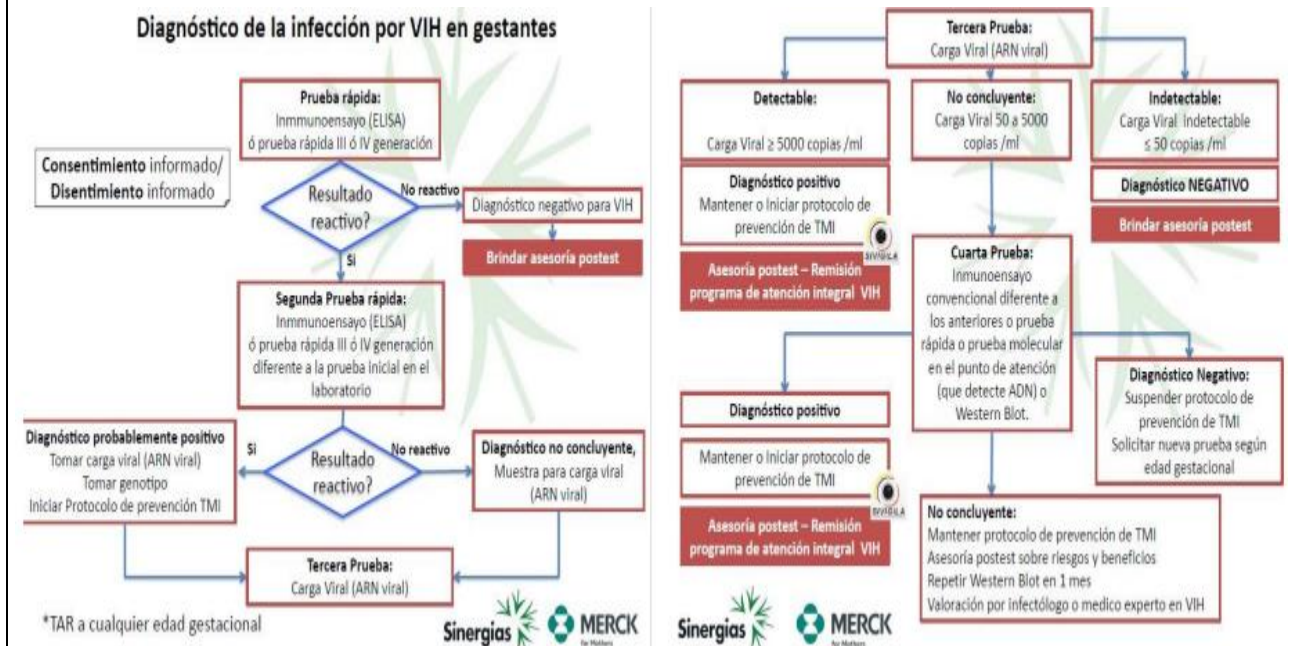 Diagnóstico de la infección por VIH en gestantes
Prueba rápida:
Inmmunoensayo (ELISA)
ó prueba rápida III ó IV generación
Consentimiento informado/
Disentimiento informado
Resultado
reactivo?
No reactivo
Diagnóstico negativo para VIH
Brindar asesoría postest
Si
Segunda Prueba rápida:
Inmmunoensayo (ELISA)
ó prueba rápida III ó IV generación
diferente a la prueba inicial en el
laboratorio
Diagnóstico probablemente positivo
Tomar carga viral (ARN viral)
Tomar genotipo
Iniciar Protocolo de prevención TMI
Si
Resultado
reactivo?
No reactivo
Diagnóstico no concluyente,
Muestra para carga viral
(ARN viral)
Tercera Prueba:
Carga Viral (ARN viral)
*TAR a cualquier edad gestacional
Sinergias
MERCK
for Mothers
Tercera Prueba:
Carga Viral (ARN viral)
Detectable:
Carga Viral ≥ 5000 copias /ml
Diagnóstico positivo
Mantener o Iniciar protocolo de
prevención de TMI
SIVIGILA
Asesoría postest – Remisión
programa de atención integral VIH
No concluyente:
Carga Viral 50 a 5000
copias /ml
Indetectable:
Carga Viral indetectable
≤ 50 copias /ml
Diagnóstico NEGATIVO
Brindar asesoría postest
Cuarta Prueba:
Inmunoensayo
convencional diferente a
los anteriores o prueba
rápida o prueba molecular
en el punto de atención
(que detecte ADN) o
Western Blot.
Diagnóstico positivo
Mantener o Iniciar protocolo de
prevención de TMI
SIVIGILA
Asesoría postest – Remisión
programa de atención integral VIH
Diagnóstico Negativo:
Suspender protocolo de
prevención de TMI
Solicitar nueva prueba según
edad gestacional
No concluyente:
Mantener protocolo de prevención de TMI
Asesoría postest sobre riesgos y beneficios
Repetir Western Blot en 1 mes
Valoración por infectólogo o medico experto en VIH
Sinergias
MERCK
for Mothers